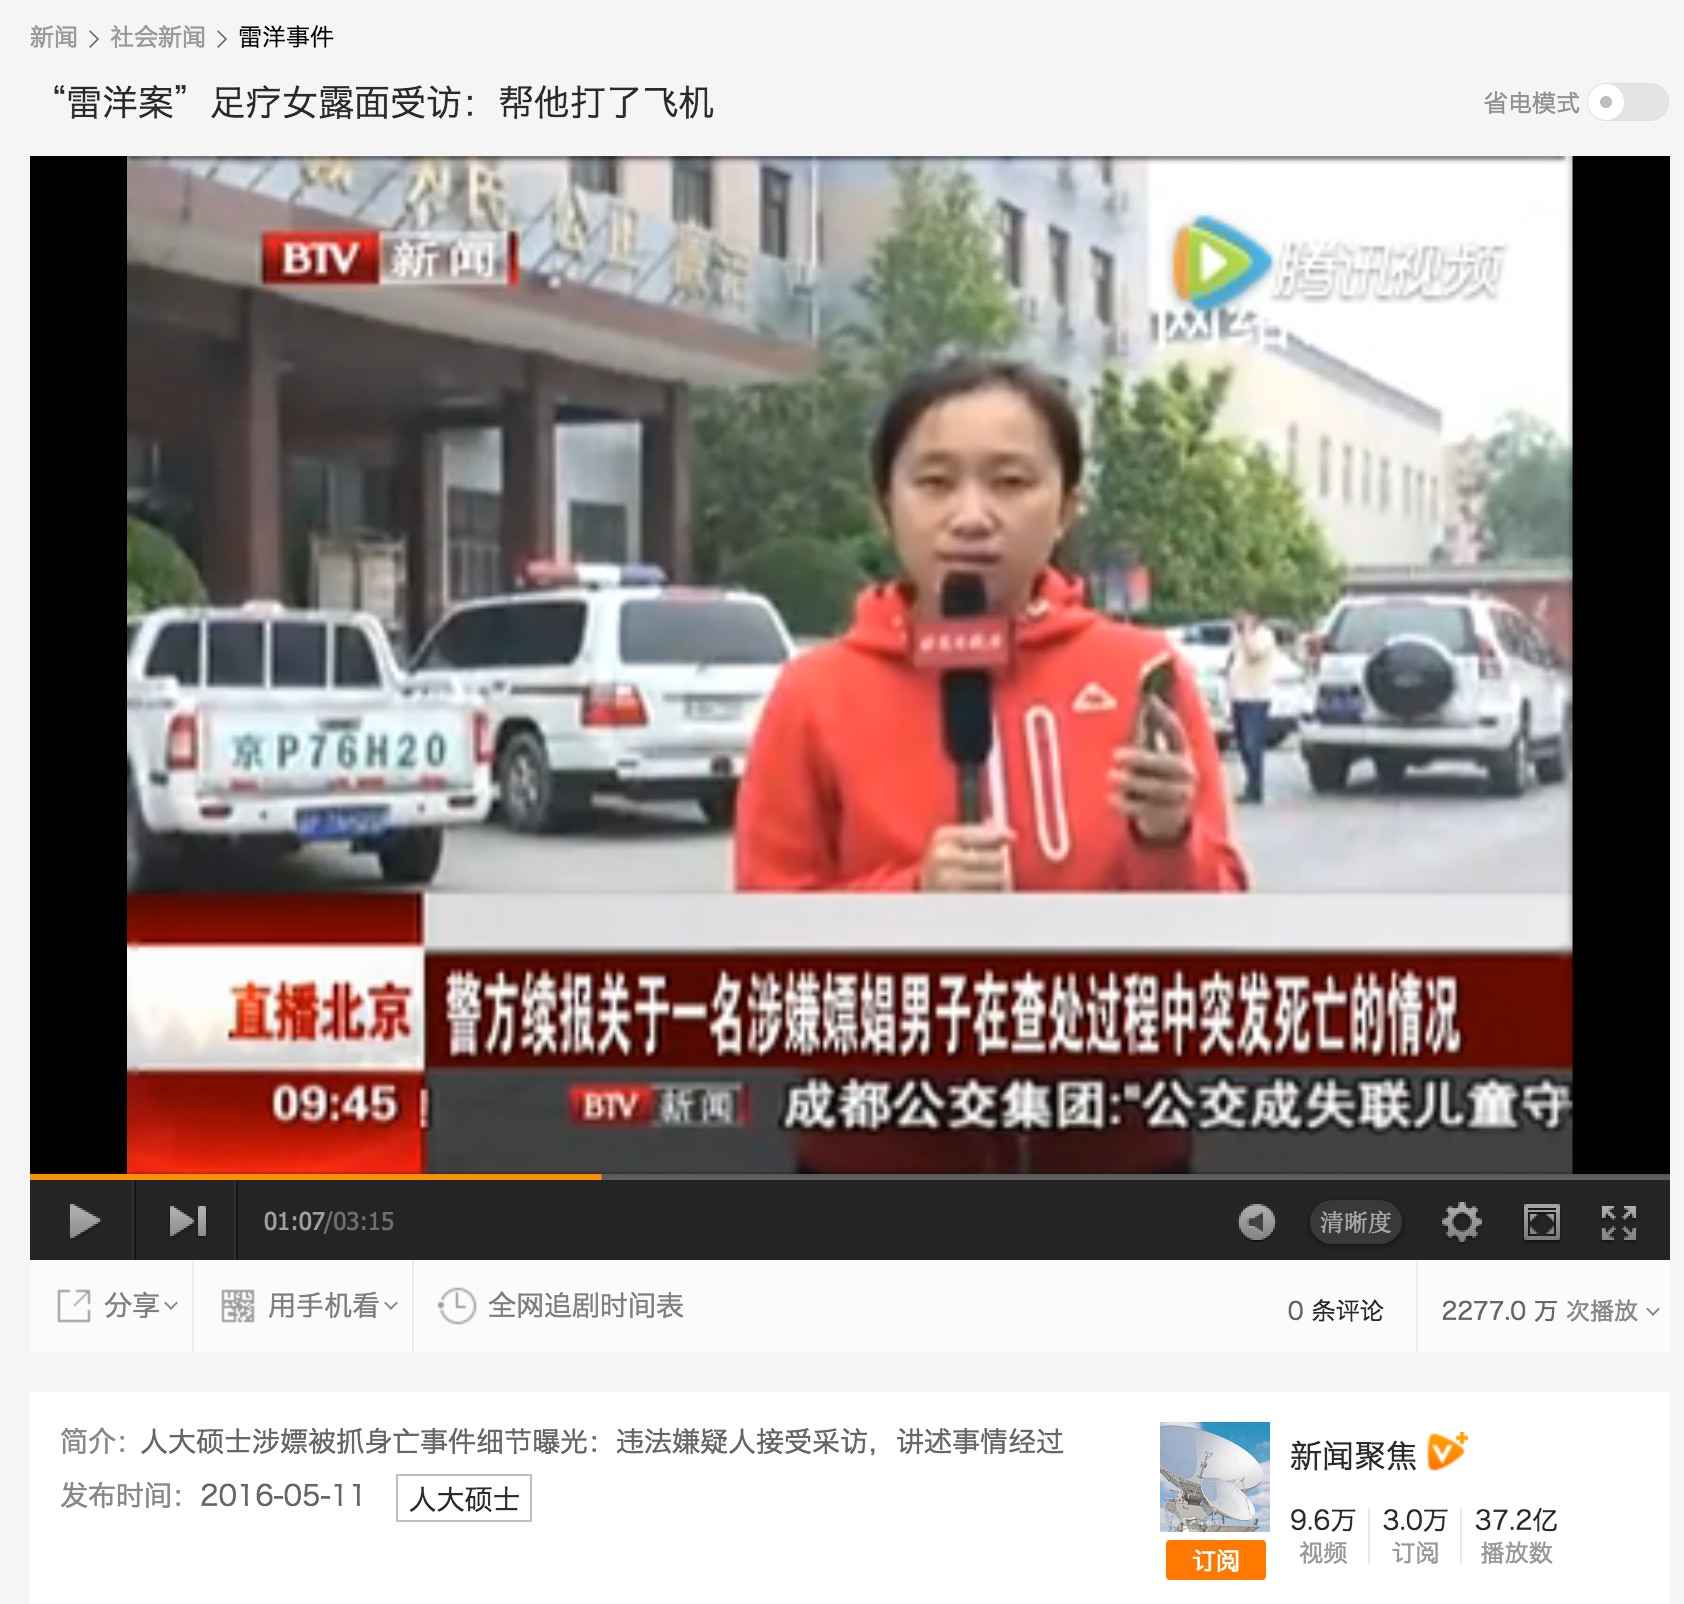 新闻 > 社会新闻 > 雷洋事件
“雷洋案”足疗女露面受访：帮他打了飞机
省电模式
BTV 新闻
腾讯视频
网络
京P76H20
直播北京
警方续报关于一名涉嫌嫖娼男子在查处过程中突发死亡的情况
09:45
BTV 新闻 成都公交集团:"公交成失联儿童守
01:07/03:15
清晰度
分享
用手机看
全网追剧时间表
0 条评论
2277.0 万 次播放
简介：人大硕士涉嫖被抓身亡事件细节曝光：违法嫌疑人接受采访，讲述事情经过
发布时间：2016-05-11 人大硕士
新闻聚焦
9.6万 3.0万 37.2亿
视频 订阅 播放数
订阅